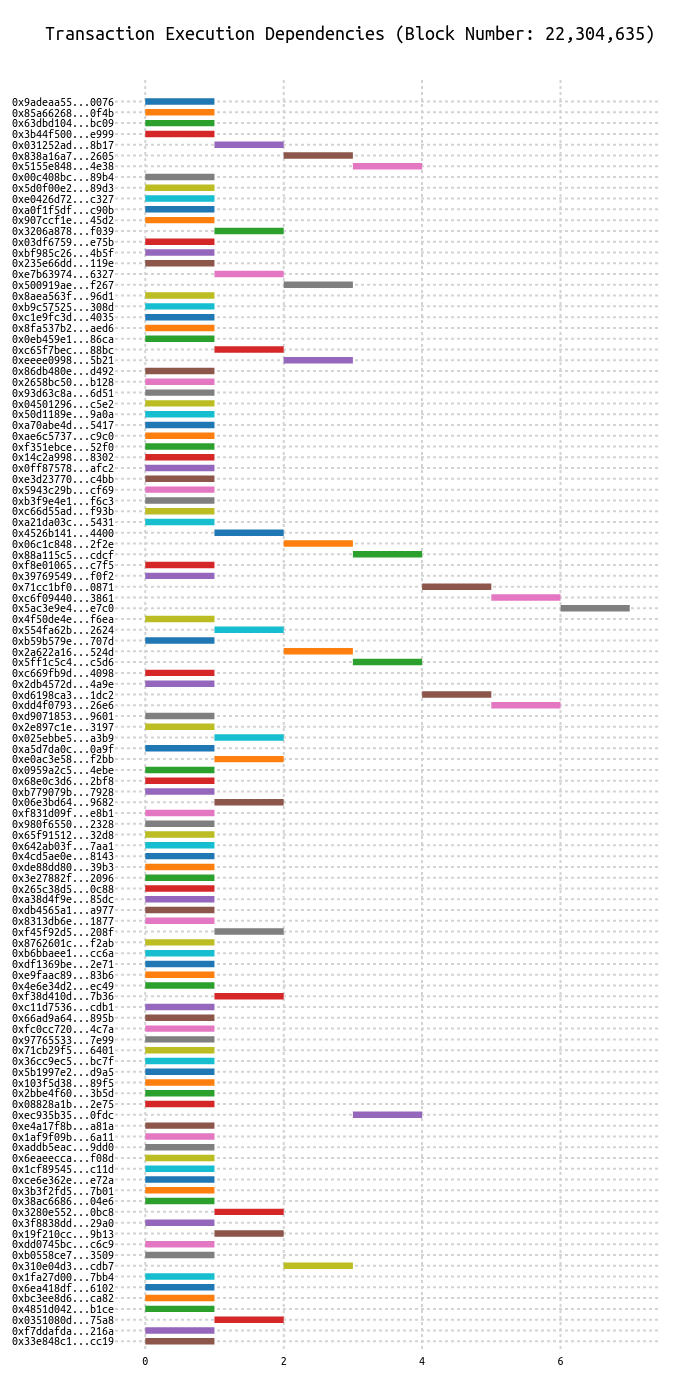 Transaction Execution Dependencies (Block Number: 22,304,635)
0x9adeaa55...0076
0x85a66268...0f4b
0x63dbd104...bc09
0x3b44f500...e999
0x031252ad...8b17
0x838a16a7...2605
0x5155e848...4e38
0x00c408bc...89b4
0x5d0f00e2...89d3
0xe0426d72...c327
0xa0f1f5df...c90b
0x907ccf1e...45d2
0x3206a878...f039
0x03df6759...e75b
0xbf985c26...4b5f
0x235e66dd...119e
0xe7b63974...6327
0x500919ae...f267
0x8aea563f...96d1
0xb9c57525...308d
0xc1e9fc3d...4035
0x8fa537b2...aed6
0x0eb459e1...86ca
0xc65f7bec...88bc
0xeeee0998...5b21
0x86db480e...d492
0x2658bc50...b128
0x93d63c8a...6d51
0x04501296...c5e2
0x50d1189e...9a0a
0xa70abe4d...5417
0xae6c5737...c9c0
0xf351ebce...52f0
0x14c2a998...8302
0x0ff87578...afc2
0xe3d23770...c4bb
0x5943c29b...cf69
0xb3f9e4e1...f6c3
0xc66d55ad...f93b
0xa21da03c...5431
0x4526b141...4400
0x06c1c848...2f2e
0x88a115c5...cdcf
0xf8e01065...c7f5
0x39769549...f0f2
0x71cc1bf0...0871
0xc6f09440...3861
0x5ac3e9e4...e7c0
0x4f50de4e...f6ea
0x554fa62b...2624
0xb59b579e...707d
0x2a622a16...524d
0x5ff1c5c4...c5d6
0xc669fb9d...4098
0x2db4572d...4a9e
0xd6198ca3...1dc2
0xdd4f0793...26e6
0xd9071853...9601
0x2e897c1e...3197
0x025ebbe5...a3b9
0xa5d7da0c...0a9f
0xe0ac3e58...f2bb
0x0959a2c5...4ebe
0x68e0c3d6...2bf8
0xb779079b...7928
0x06e3bd64...9682
0xf831d09f...e8b1
0x980f6550...2328
0x65f91512...32d8
0x642ab03f...7aa1
0x4cd5ae0e...8143
0xde88dd80...39b3
0x3e27882f...2096
0x265c38d5...0c88
0xa38d4f9e...85dc
0xdb4565a1...a977
0x8313db6e...1877
0xf45f92d5...208f
0x8762601c...f2ab
0xb6bbaee1...cc6a
0xdf1369be...2e71
0xe9faac89...83b6
0x4e6e34d2...ec49
0xf38d410d...7b36
0xc11d7536...cdb1
0x66ad9a64...895b
0xfc0cc720...4c7a
0x97765533...7e99
0x71cb29f5...6401
0x36cc9ec5...bc7f
0x5b1997e2...d9a5
0x103f5d38...89f5
0x2bbe4f60...3b5d
0x08828a1b...2e75
0xec935b35...0fdc
0xe4a17f8b...a81a
0x1af9f09b...6a11
0xaddb5eac...9dd0
0x6eaeecca...f08d
0x1cf89545...c11d
0xce6e362e...e72a
0x3b3f2fd5...7b01
0x38ac6686...04e6
0x3280e552...0bc8
0x3f8838dd...29a0
0x19f210cc...9b13
0xdd0745bc...c6c9
0xb0558ce7...3509
0x310e04d3...cdb7
0x1fa27d00...7bb4
0x6ea418df...6102
0xbc3ee8d6...ca82
0x4851d042...b1ce
0x0351080d...75a8
0xf7ddafda...216a
0x33e848c1...cc19
0 2 4 6